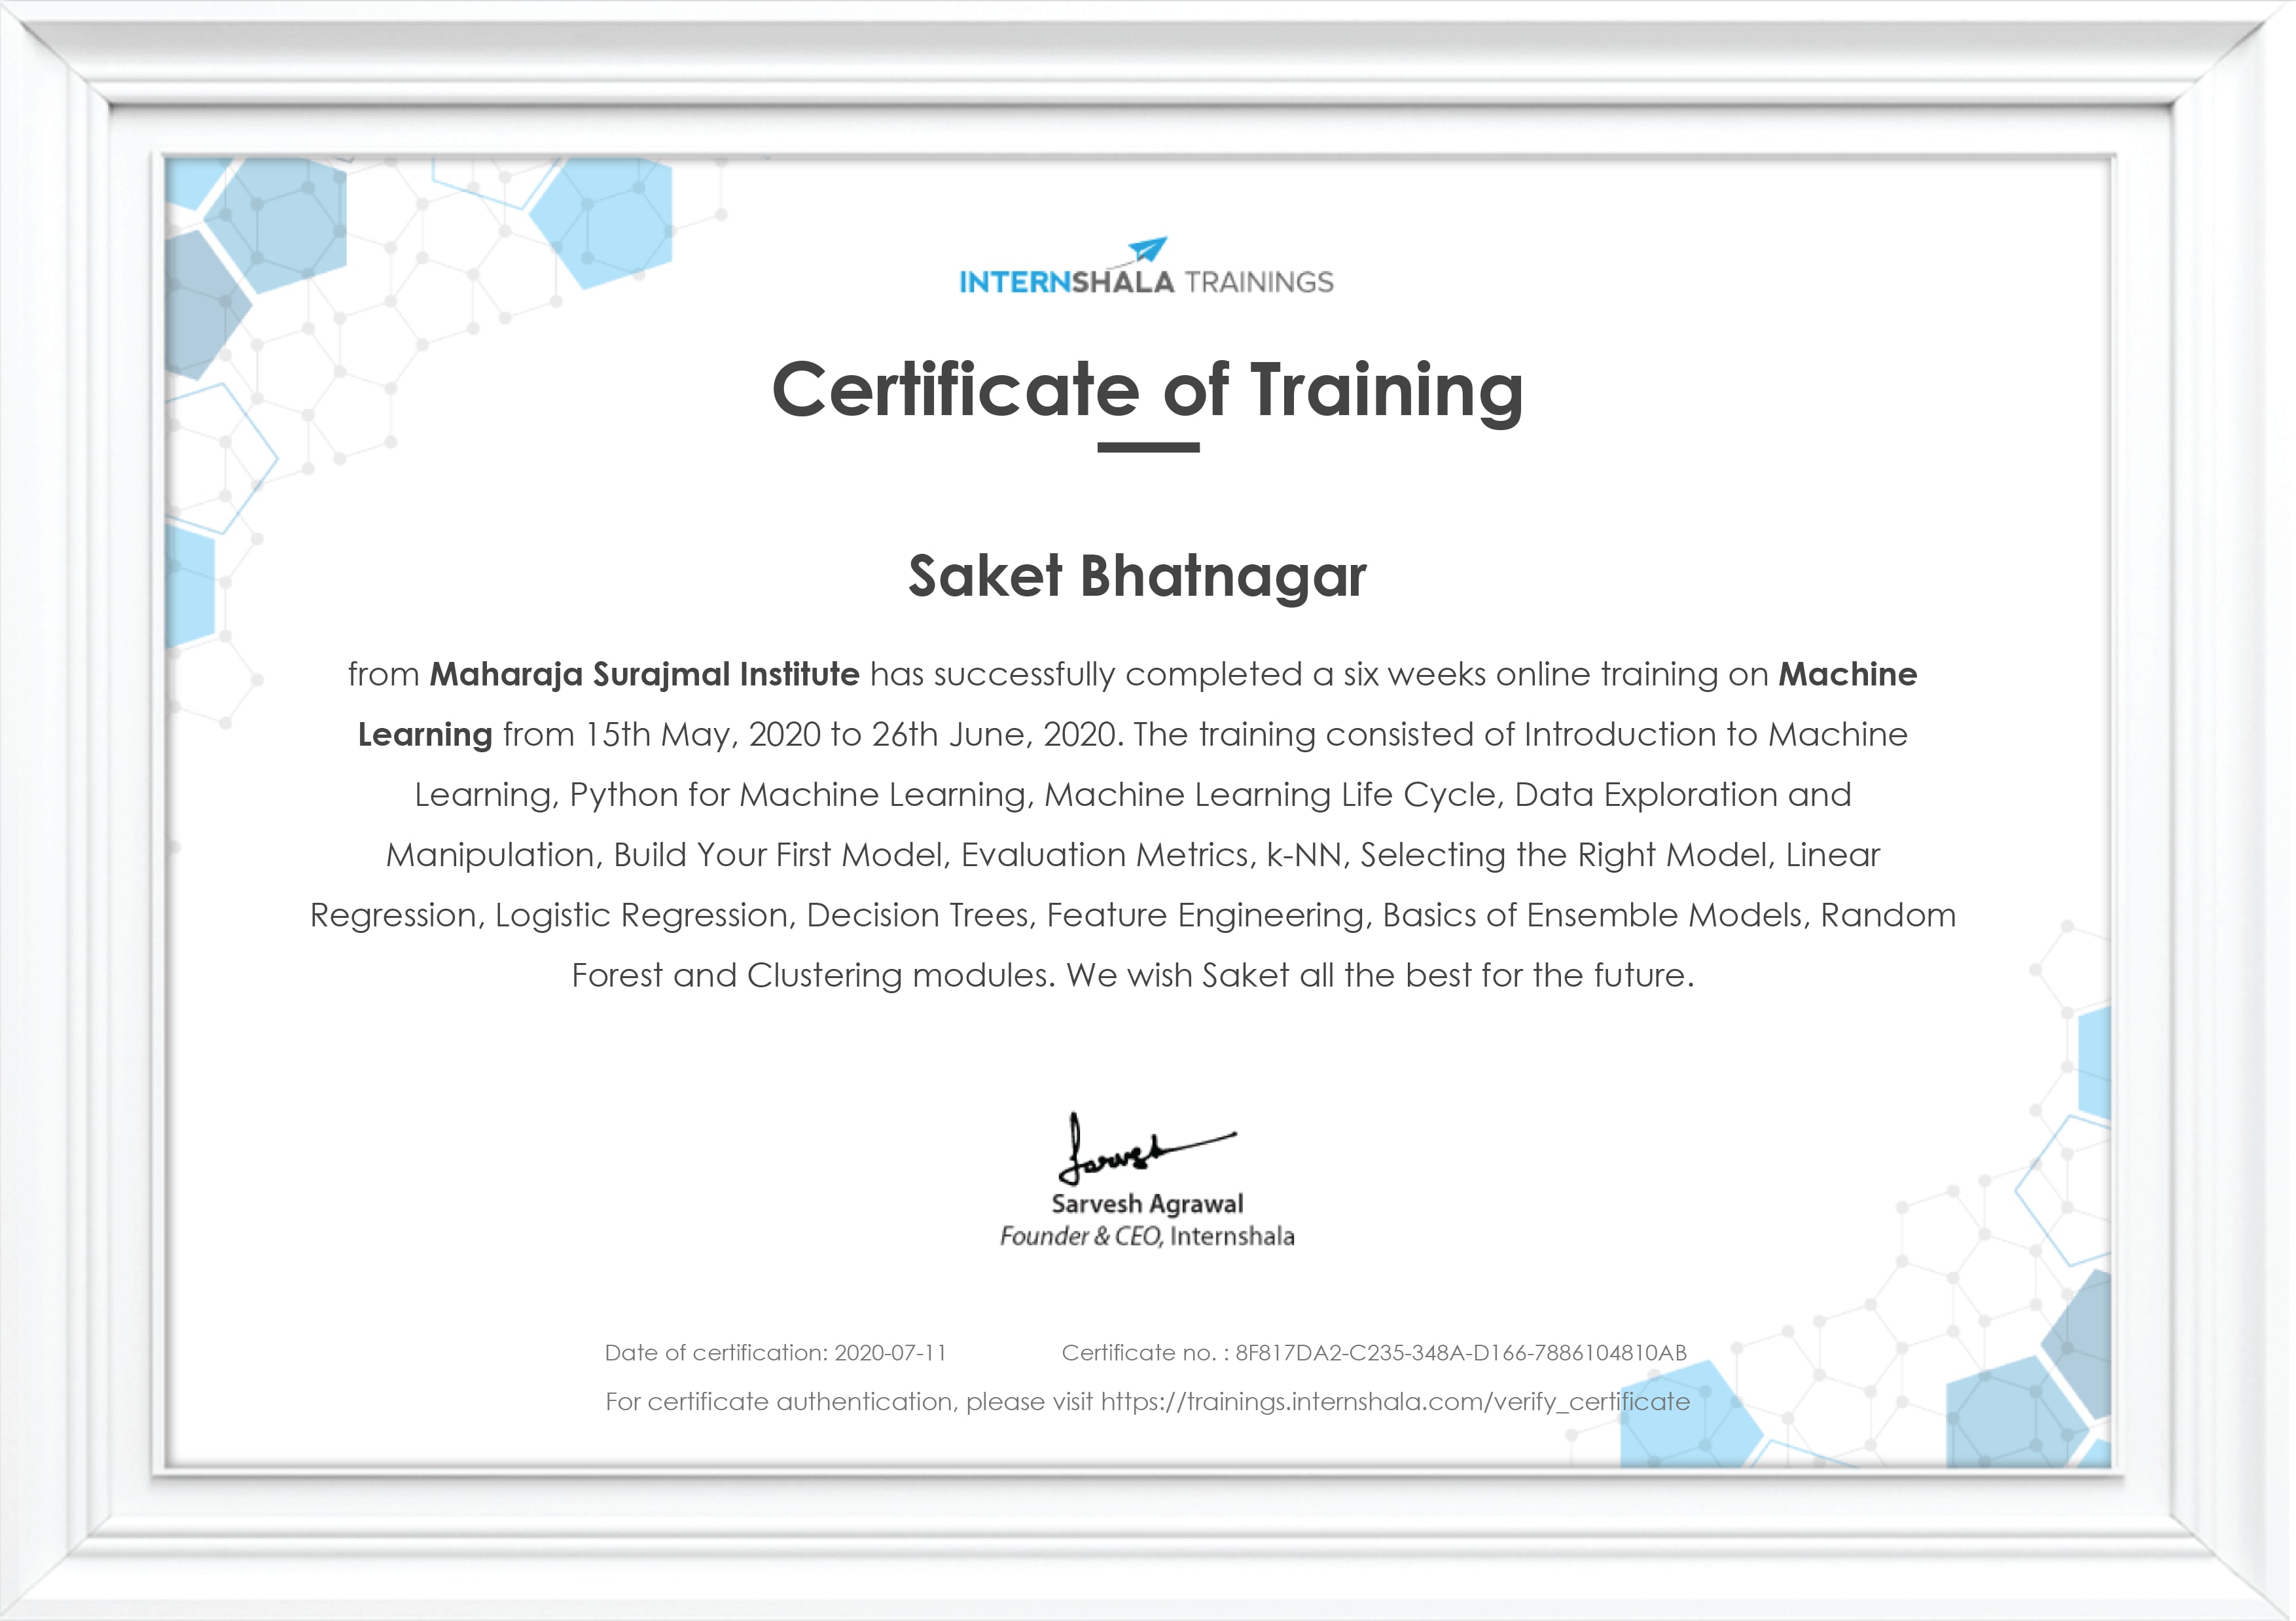 INTERNSHALA TRAININGS
Certificate of Training
Saket Bhatnagar
from Maharaja Surajmal Institute has successfully completed a six weeks online training on Machine
Learning from 15th May, 2020 to 26th June, 2020. The training consisted of Introduction to Machine
Learning, Python for Machine Learning, Machine Learning Life Cycle, Data Exploration and
Manipulation, Build Your First Model, Evaluation Metrics, k-NN, Selecting the Right Model, Linear
Regression, Logistic Regression, Decision Trees, Feature Engineering, Basics of Ensemble Models, Random
Forest and Clustering modules. We wish Saket all the best for the future.
Sarvesh
Sarvesh Agrawal
Founder & CEO, Internshala
Date of certification: 2020-07-11 Certificate no. : 8F817DA2-C235-348A-D166-7886104810AB
For certificate authentication, please visit https://trainings.internshala.com/verify_certificate